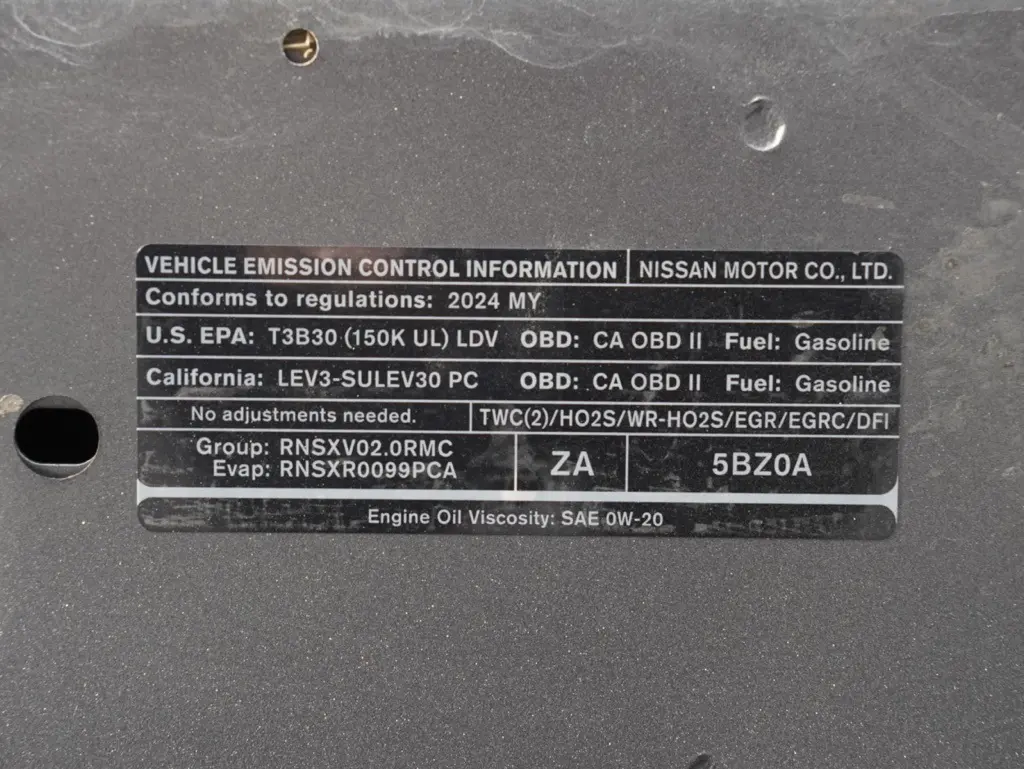 VEHICLE EMISSION CONTROL INFORMATION NISSAN MOTOR CO., LTD.
Conforms to regulations: 2024 MY
U.S. EPA: T3B30 (150K UL) LDV OBD: CA OBD II Fuel: Gasoline
California: LEV3-SULEV30 PC OBD: CA OBD II Fuel: Gasoline
No adjustments needed. TWC(2)/HO2S/WR-HO2S/EGR/EGRC/DFI
Group: RNSXV02.0RMC
Evap: RNSXR0099PCA
ZA
5BZ0A
Engine Oil Viscosity: SAE 0W-20